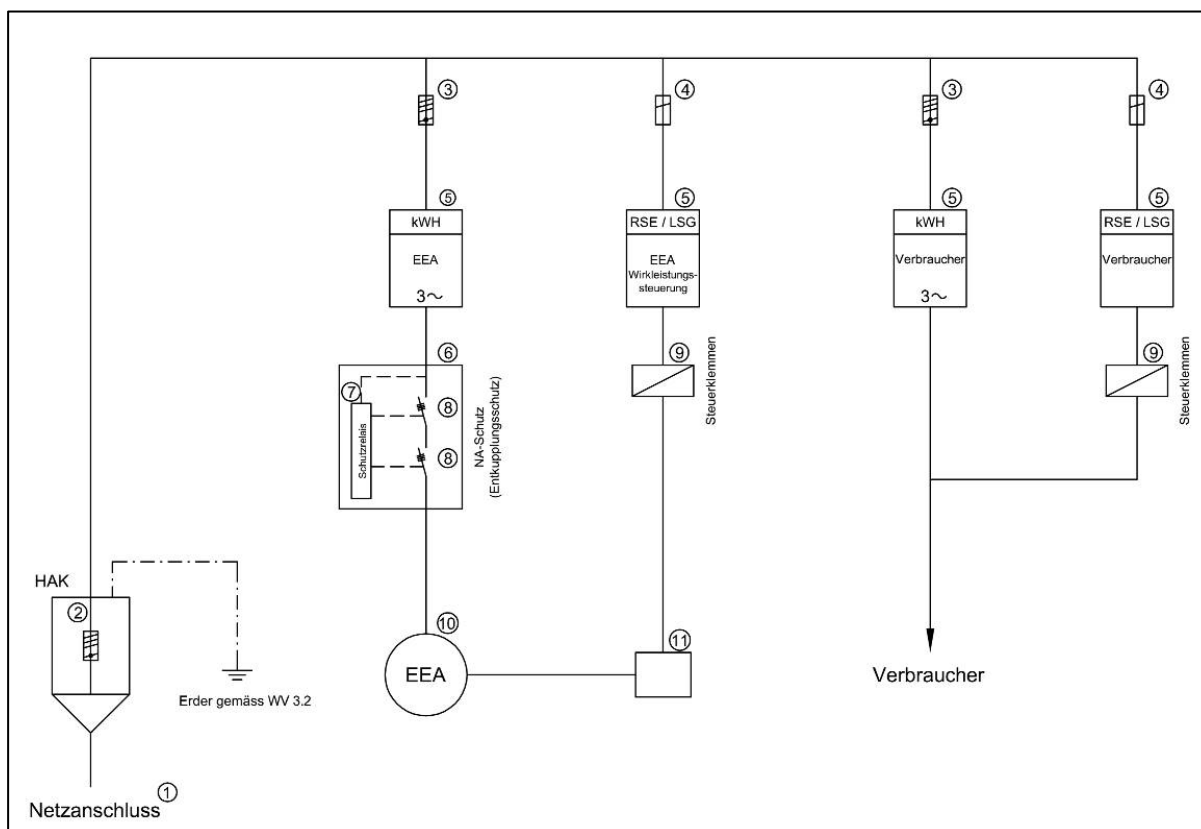 ③
④
③
④
⑤
⑤
⑤
⑤
kWH
RSE / LSG
kWH
RSE / LSG
EEA
EEA
Wirkleistungs-
steuerung
Verbraucher
Verbraucher
3~
3~
⑥
⑨
⑨
⑦
⑧
⑧
Schutzrelais
NA-Schutz
(Entkupplungsschutz)
Steuerklemmen
Steuerklemmen
HAK
②
⑩
⑪
EEA
Verbraucher
Erder gemäss WV 3.2
Netzanschluss ①